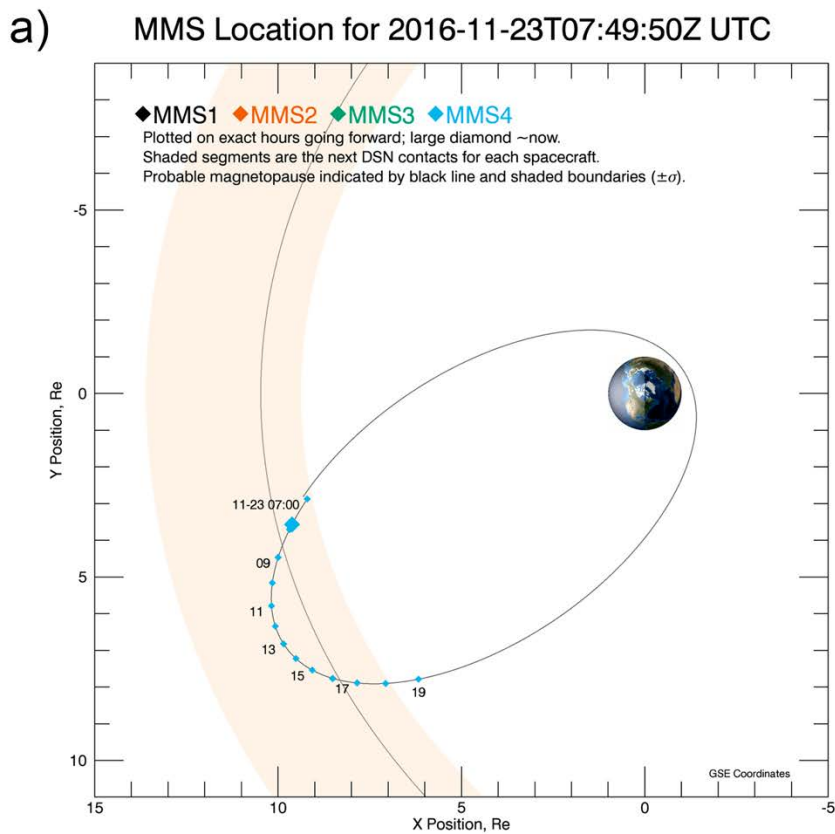 a)
MMS Location for 2016-11-23T07:49:50Z UTC
MMS1 MMS2 MMS3 MMS4
Plotted on exact hours going forward; large diamond ~now.
Shaded segments are the next DSN contacts for each spacecraft.
Probable magnetopause indicated by black line and shaded boundaries (±σ).
-5
0
5
10
Y Position, Re
11-23 07:00
09
11
13
15
17
19
GSE Coordinates
15 10 5 0 -5
X Position, Re